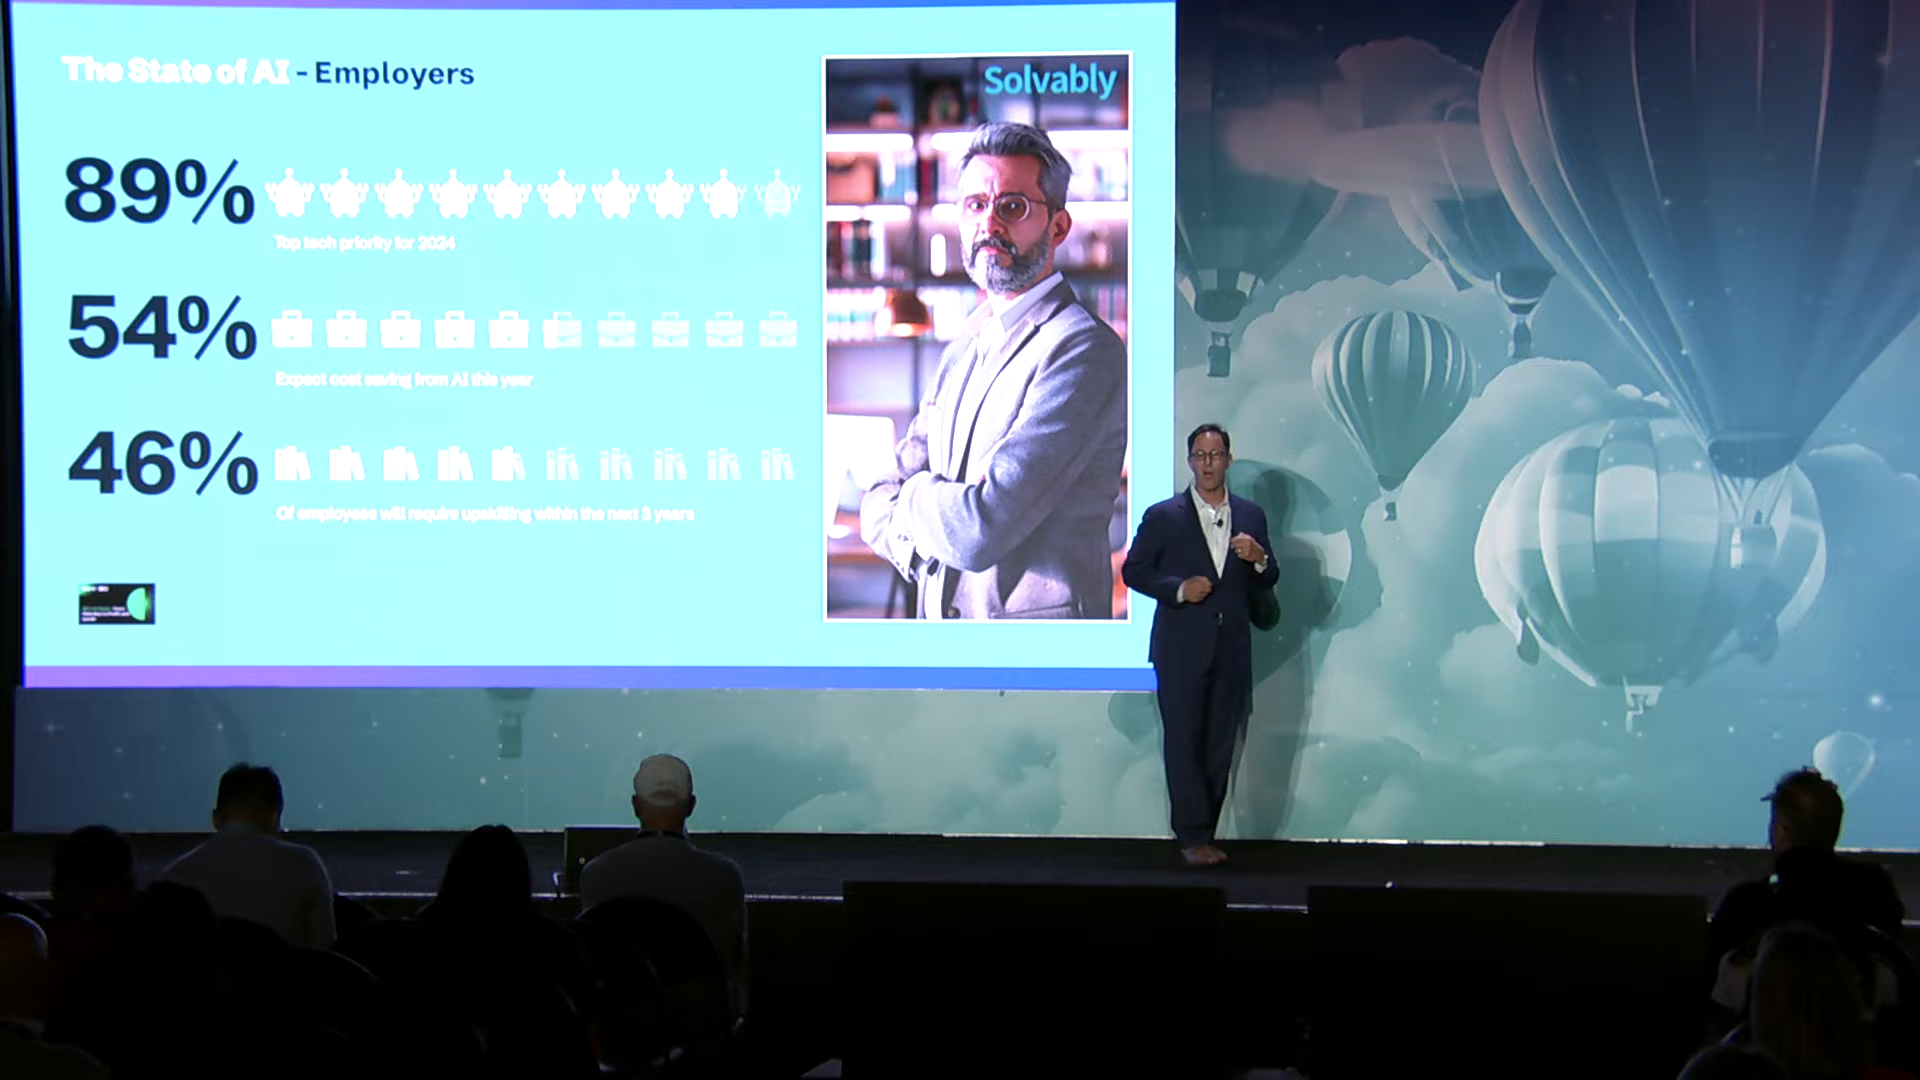 The State of AI - Employers
Solvably
89%
Top tech priority for 2024
54%
Expect cost saving from AI this year
46%
Of employees will require upskilling within the next 3 years